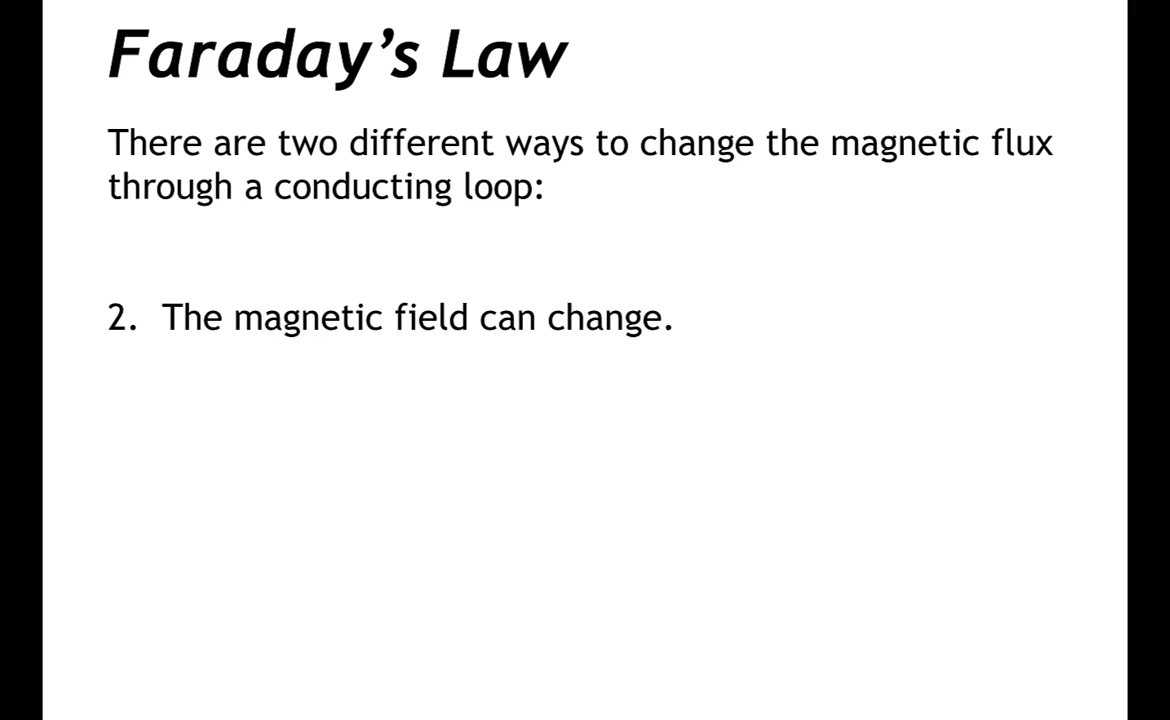 Faraday’s Law
There are two different ways to change the magnetic flux
through a conducting loop:
2. The magnetic field can change.